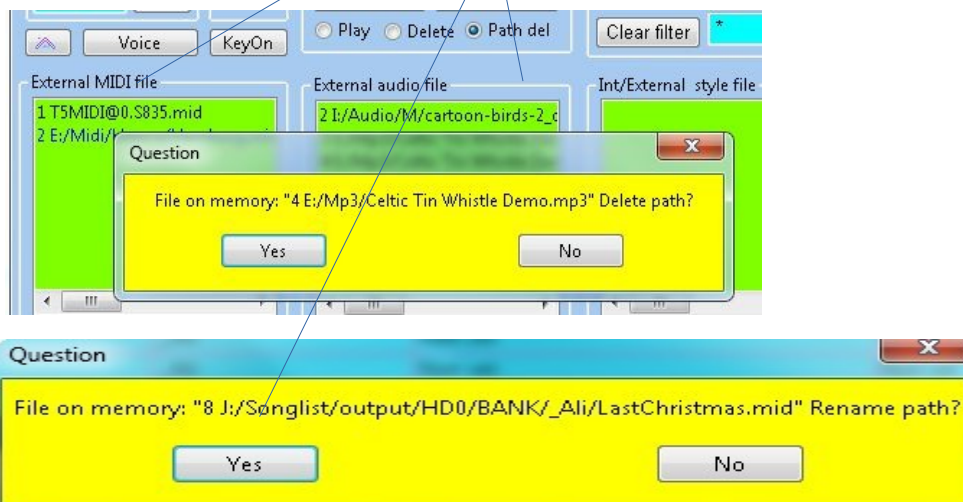 Play Delete Path del
Voice KeyOn Clear filter *
External MIDI file External audio file Int/External style file
1 T5MIDI@0.S835.mid 2 I:/Audio/M/cartoon-birds-2_
2 E:/Midi/
Question
File on memory: "4 E:/Mp3/Celtic Tin Whistle Demo.mp3" Delete path?
Yes No
Question
File on memory: "8 J:/Songlist/output/HD0/BANK/_Ali/LastChristmas.mid" Rename path?
Yes No